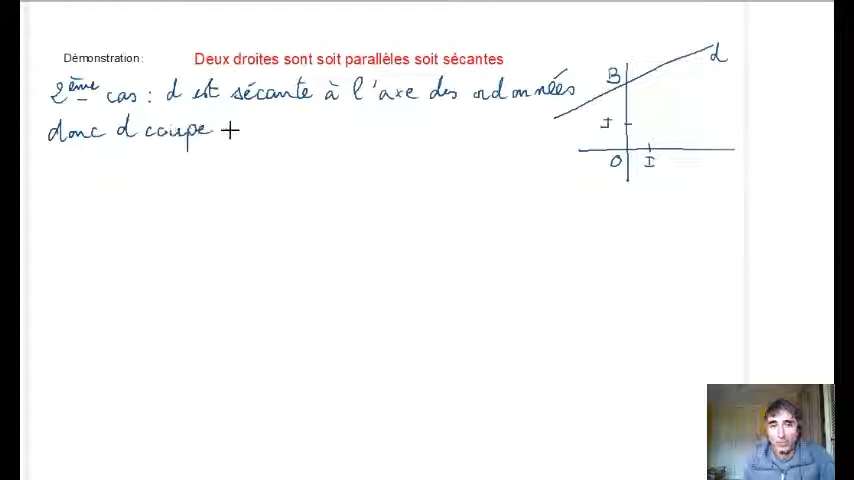 Démonstration: Deux droites sont soit parallèles soit sécantes
2ème cas : d est sécante à l'axe des ordonnées
donc d coupe
d
B
J
O I